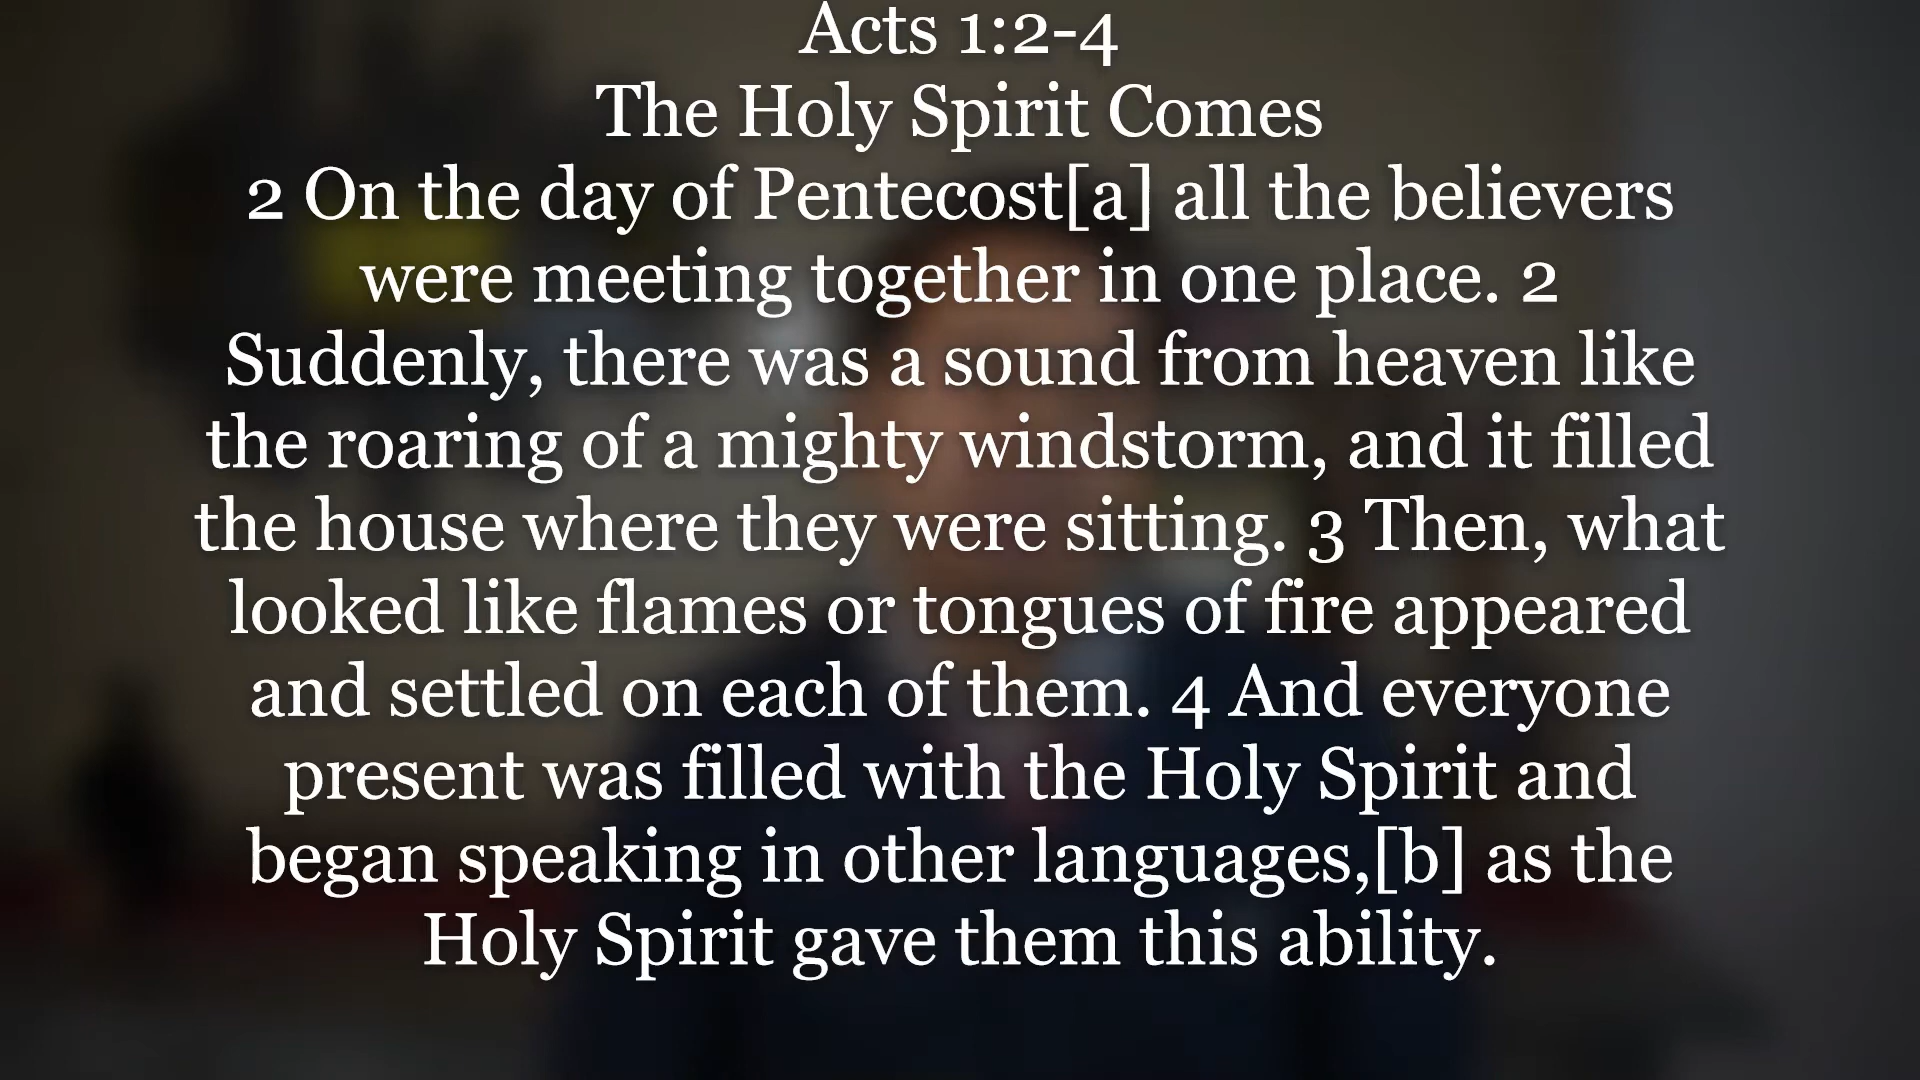 Acts 1:2-4
The Holy Spirit Comes
2 On the day of Pentecost[a] all the believers
were meeting together in one place. 2
Suddenly, there was a sound from heaven like
the roaring of a mighty windstorm, and it filled
the house where they were sitting. 3 Then, what
looked like flames or tongues of fire appeared
and settled on each of them. 4 And everyone
present was filled with the Holy Spirit and
began speaking in other languages,[b] as the
Holy Spirit gave them this ability.